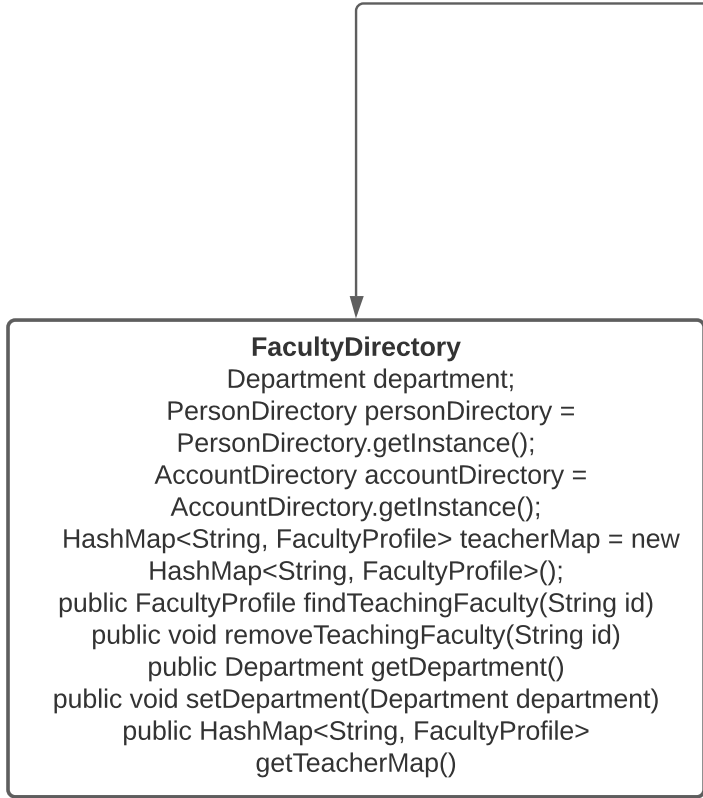 FacultyDirectory
Department department;
PersonDirectory personDirectory =
PersonDirectory.getInstance();
AccountDirectory accountDirectory =
AccountDirectory.getInstance();
HashMap<String, FacultyProfile> teacherMap = new
HashMap<String, FacultyProfile>();
public FacultyProfile findTeachingFaculty(String id)
public void removeTeachingFaculty(String id)
public Department getDepartment()
public void setDepartment(Department department)
public HashMap<String, FacultyProfile>
getTeacherMap()